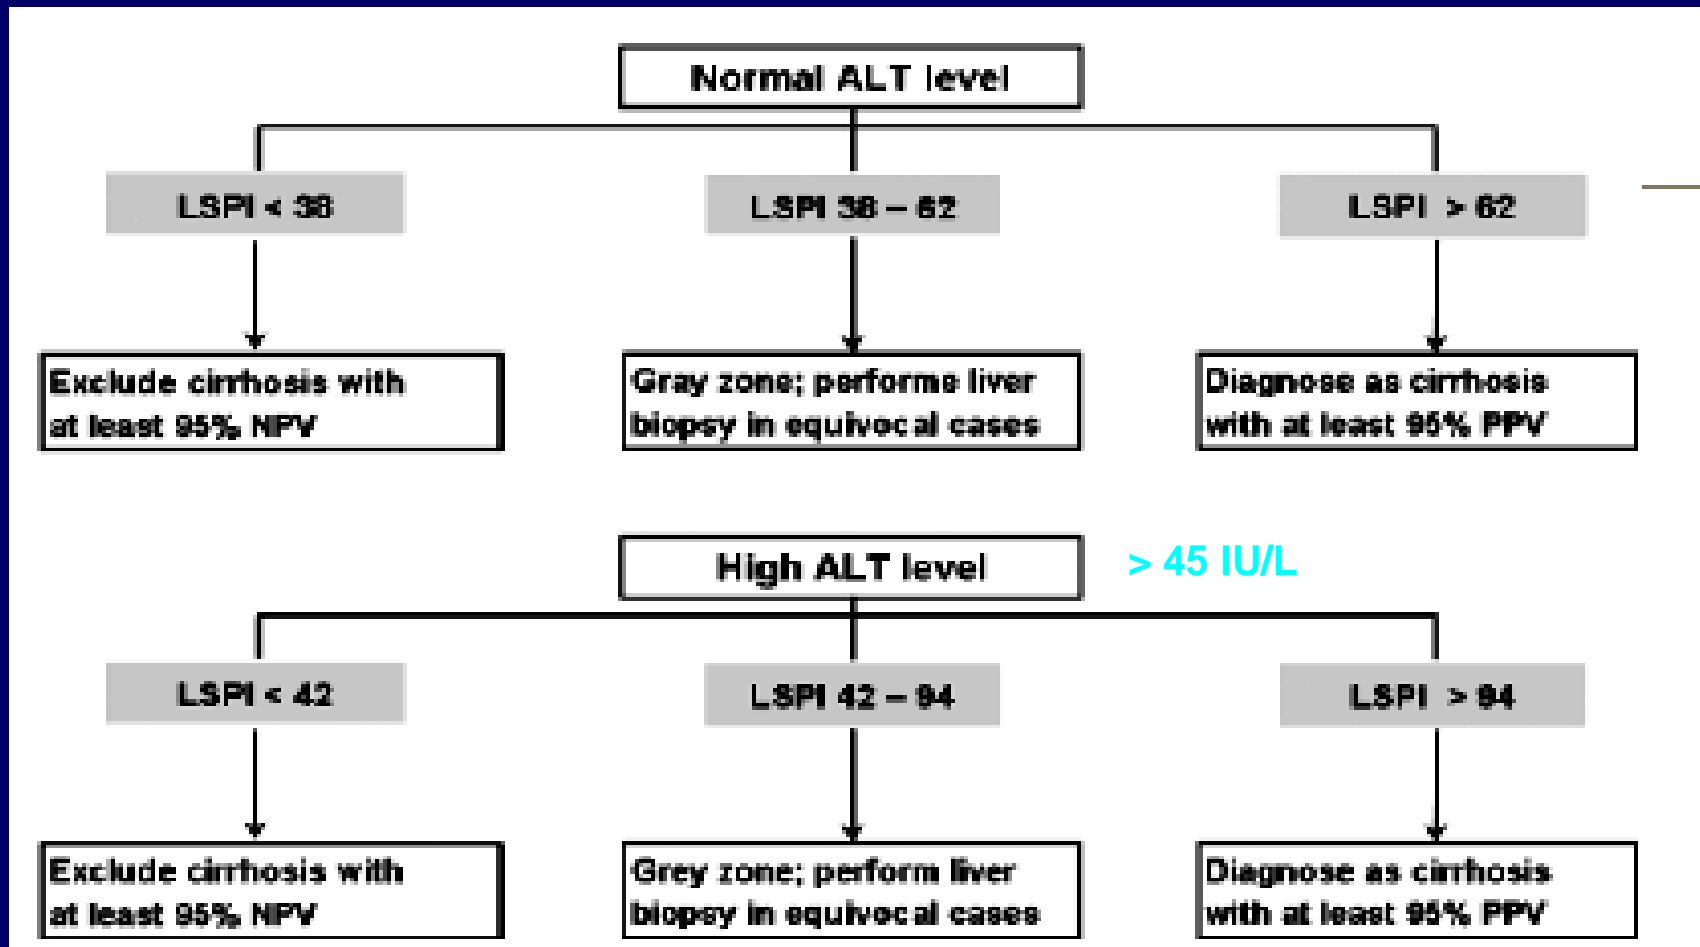 Normal ALT level
LSPI < 38
LSPI 38 – 62
LSPI > 62
Exclude cirrhosis with
at least 95% NPV
Gray zone; performe liver
biopsy in equivocal cases
Diagnose as cirrhosis
with at least 95% PPV
High ALT level
> 45 IU/L
LSPI < 42
LSPI 42 – 94
LSPI > 94
Exclude cirrhosis with
at least 95% NPV
Grey zone; perform liver
biopsy in equivocal cases
Diagnose as cirrhosis
with at least 95% PPV